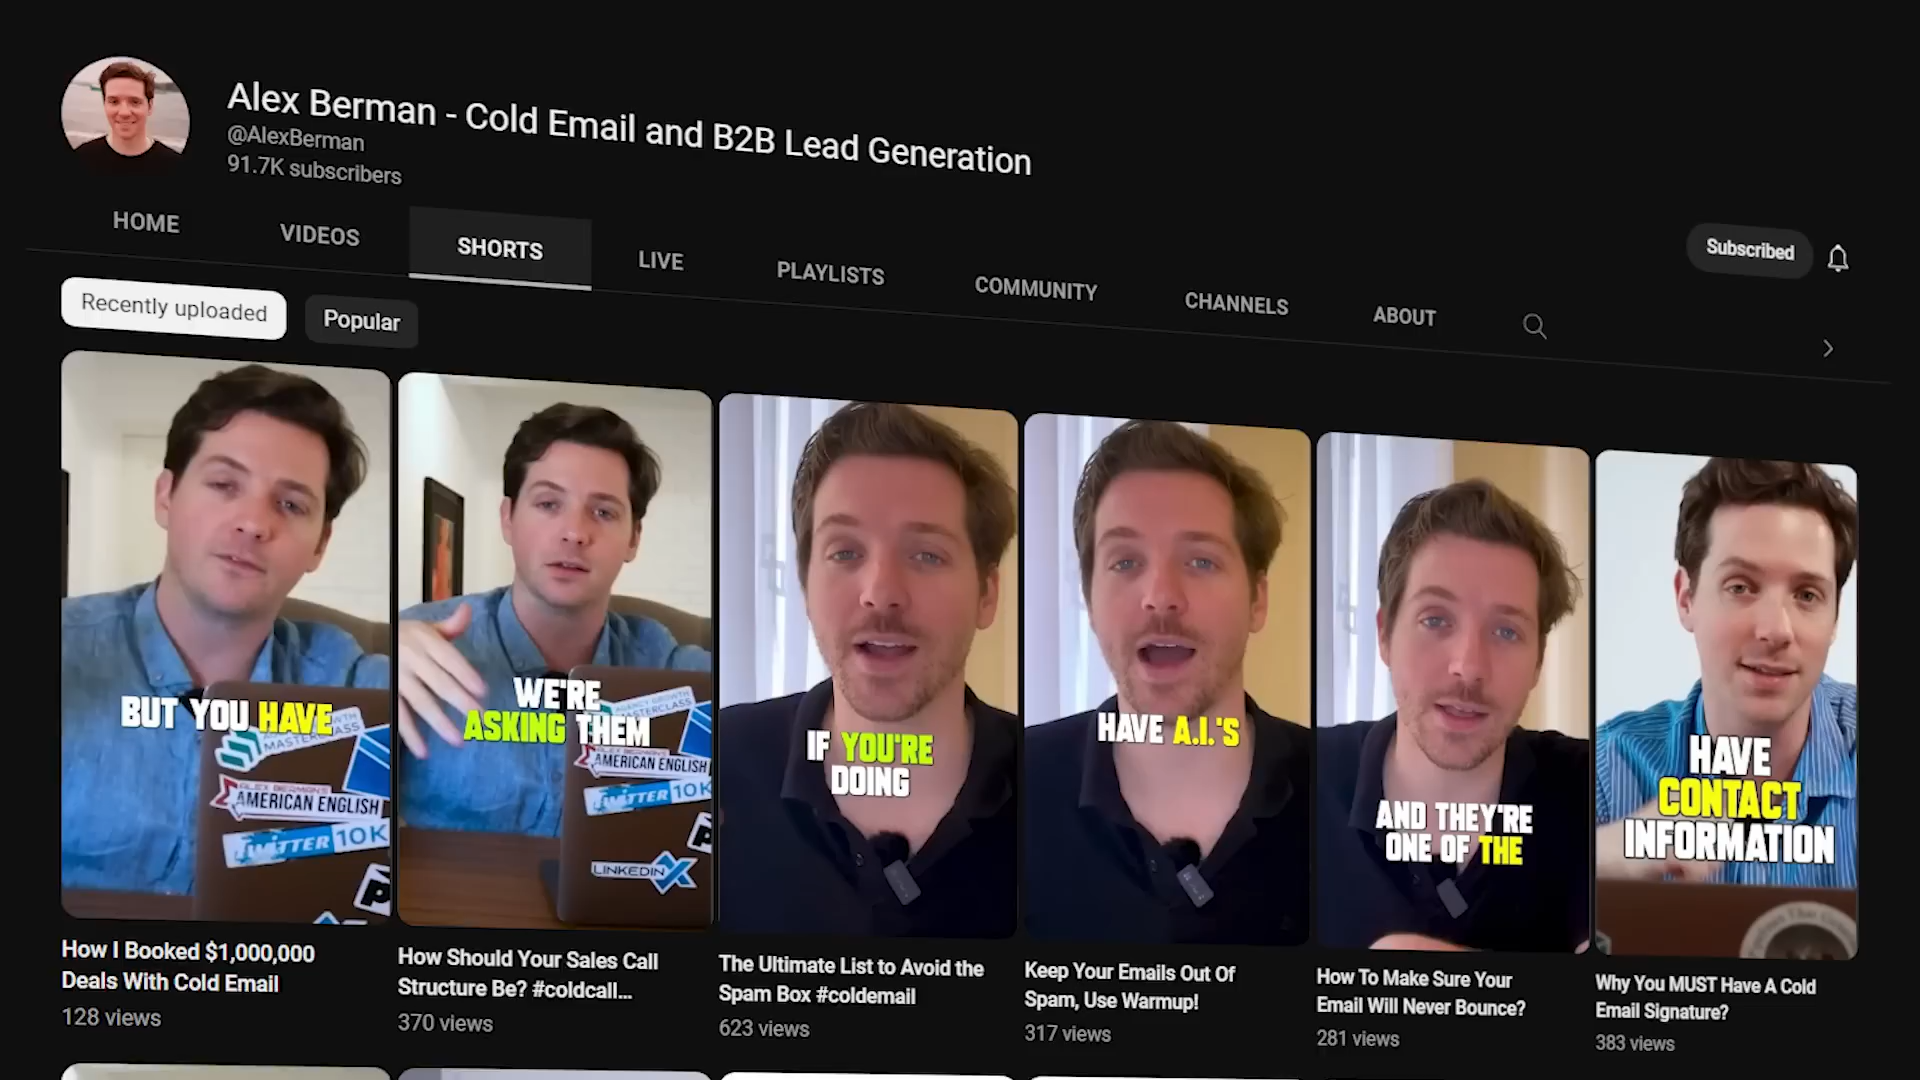 Alex Berman - Cold Email and B2B Lead Generation
@AlexBerman
91.7K subscribers
HOME
VIDEOS
SHORTS
LIVE
PLAYLISTS
COMMUNITY
CHANNELS
ABOUT
Subscribed
Recently uploaded
Popular
BUT YOU HAVE
MASTERCLASS
AMERICAN ENGLISH
TWITTER 10K
WE'RE
ASKING THEM
AGENCY GROWTH
MASTERCLASS
ALEX BERMAN'S
AMERICAN ENGLISH
TWITTER 10K
LINKEDIN X
IF YOU'RE
DOING
HAVE A.I.'S
AND THEY'RE
ONE OF THE
HAVE
CONTACT
INFORMATION
How I Booked $1,000,000
Deals With Cold Email
128 views
How Should Your Sales Call
Structure Be? #coldcall...
370 views
The Ultimate List to Avoid the
Spam Box #coldemail
623 views
Keep Your Emails Out Of
Spam, Use Warmup!
317 views
How To Make Sure Your
Email Will Never Bounce?
281 views
Why You MUST Have A Cold
Email Signature?
383 views